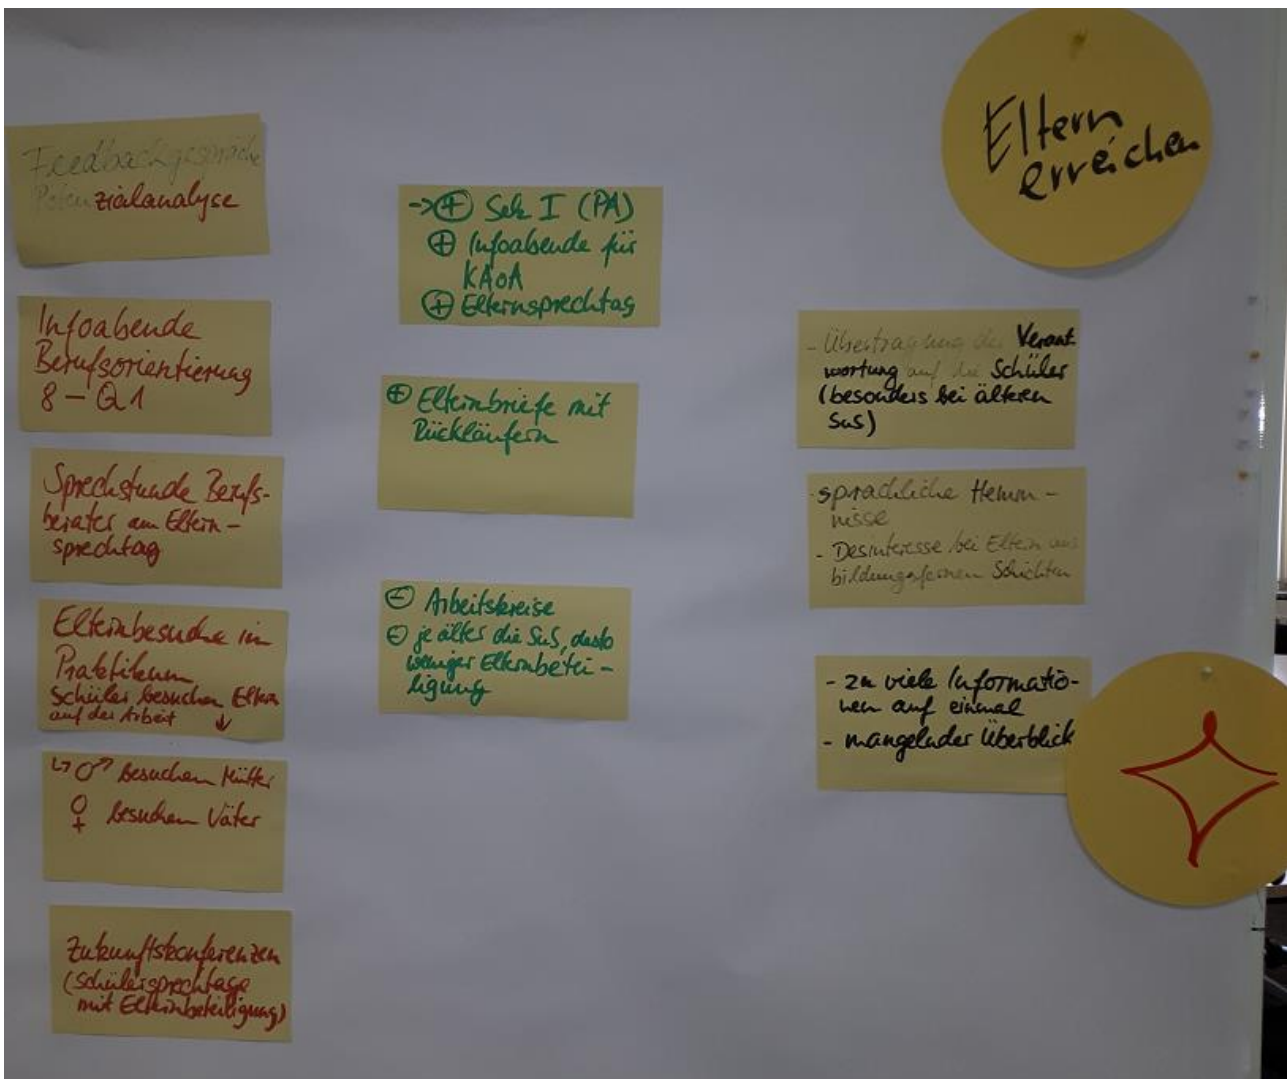 Eltern
erreichen
Feedbackgespräche
Potenzialanalyse
Infoabende
Berufsorientierung
8 – Q1
Sprechstunde Berufs-
berater am Eltern-
sprechtag
Elternbesuche im
Praktikum
Schüler besuchen Eltern
auf der Arbeit ↓
↳ ♂ besuchen Mütter
♀ besuchen Väter
Zukunftskonferenzen
(Schülersprechtage
mit Elternbeteiligung)
-> ⊕ Sek I (PA)
⊕ Infoabende für
KAoA
⊕ Elternsprechtag
⊕ Elternbriefe mit
Rückläufern
⊖ Arbeitskreise
⊖ je älter die SuS, desto
weniger Elternbetei-
ligung
- Übertragung der Verant
wortung auf die Schüler
(besonders bei älteren
SuS)
- sprachliche Hemm-
nisse
- Desinteresse bei Eltern aus
bildungsfernen Schichten
- zu viele Informatio-
nen auf einmal
- mangelnder Überblick